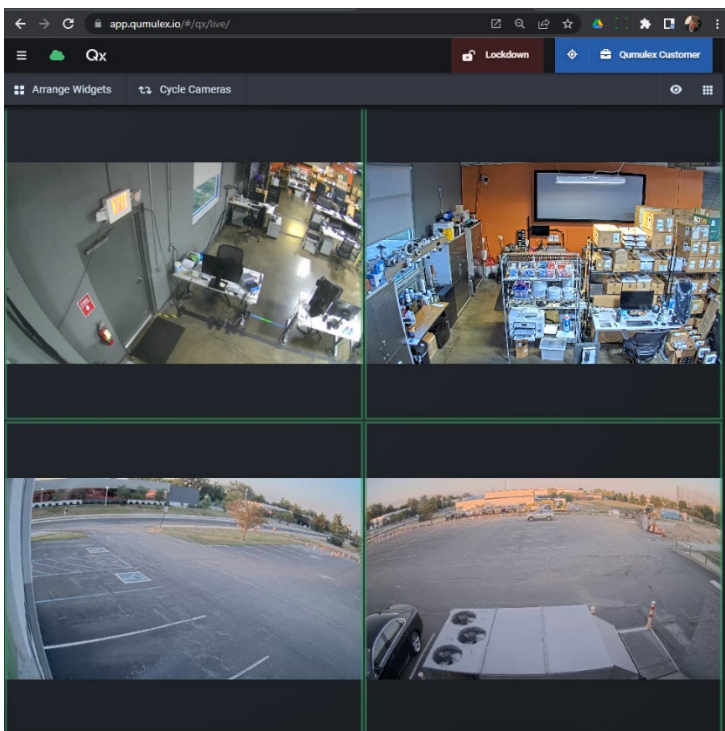 app.qumulex.io/#/qx/live/
Qx
Lockdown
Qumulex Customer
Arrange Widgets
Cycle Cameras